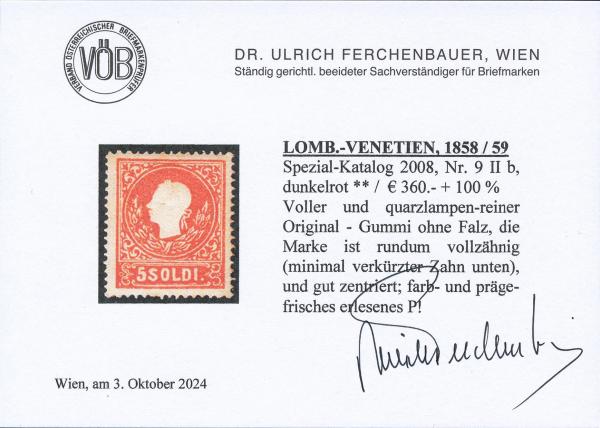 VERBAND ÖSTERREICHISCHER BRIEFMARKENPRÜFER
VÖB
DR. ULRICH FERCHENBAUER, WIEN
Ständig gerichtl. beeideter Sachverständiger für Briefmarken
LOMB.-VENETIEN, 1858 / 59
Spezial-Katalog 2008, Nr. 9 II b,
dunkelrot ** / € 360.- + 100 %
Voller und quarzlampen-reiner
Original - Gummi ohne Falz, die
Marke ist rundum vollzähnig
(minimal verkürzter Zahn unten),
und gut zentriert; farb- und präge-
frisches erlesenes P!
5 SOLDI.
Wien, am 3. Oktober 2024